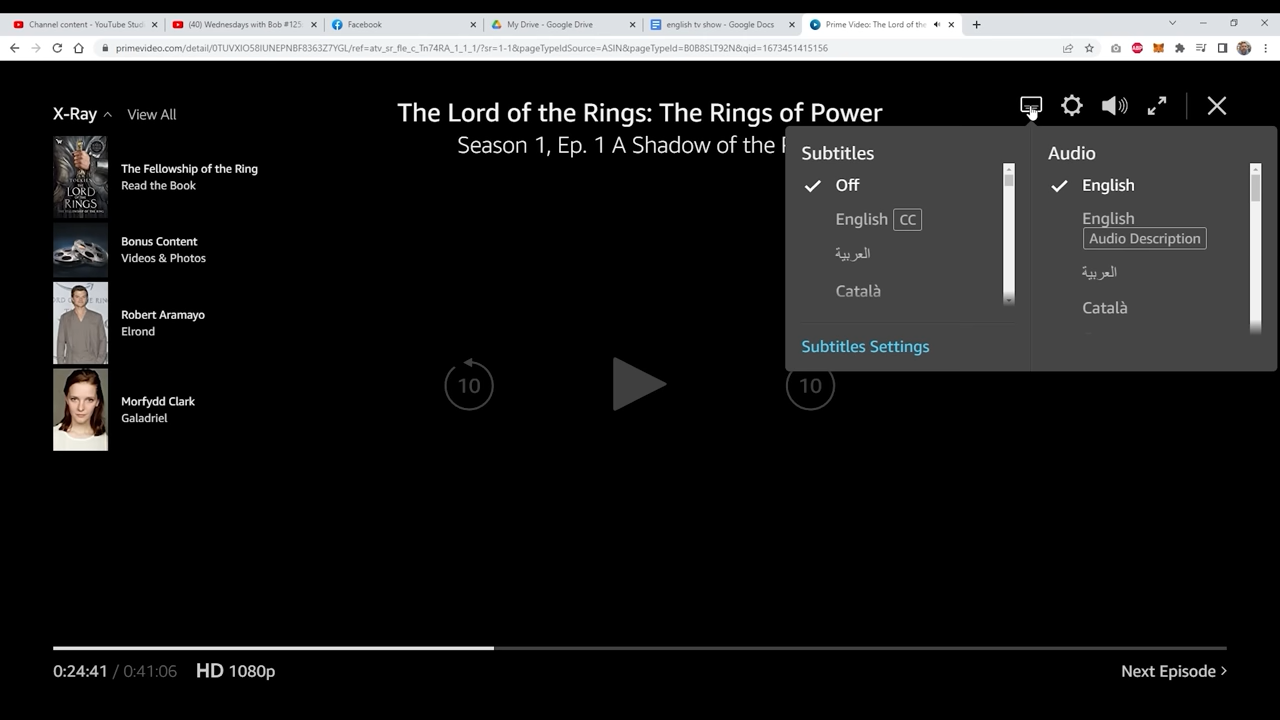 Channel content - YouTube Stud
(40) Wednesdays with Bob #125
Facebook
My Drive - Google Drive
english tv show - Google Docs
Prime Video: The Lord of the
primevideo.com/detail/0TUVXIO58IUNEPNBF8363Z7YGL/ref=atv_sr_fle_c_Tn74RA_1_1_1/?sr=1-1&pageTypeIdSource=ASIN&pageTypeId=B0B8SLT92N&qid=1673451415156
X-Ray View All
The Lord of the Rings: The Rings of Power
Season 1, Ep. 1 A Shadow of the P
The Fellowship of the Ring
Read the Book
Bonus Content
Videos & Photos
Robert Aramayo
Elrond
Morfydd Clark
Galadriel
Subtitles
Off
English CC
العربية
Català
Subtitles Settings
Audio
English
English
Audio Description
العربية
Català
10
10
0:24:41 / 0:41:06 HD 1080p
Next Episode